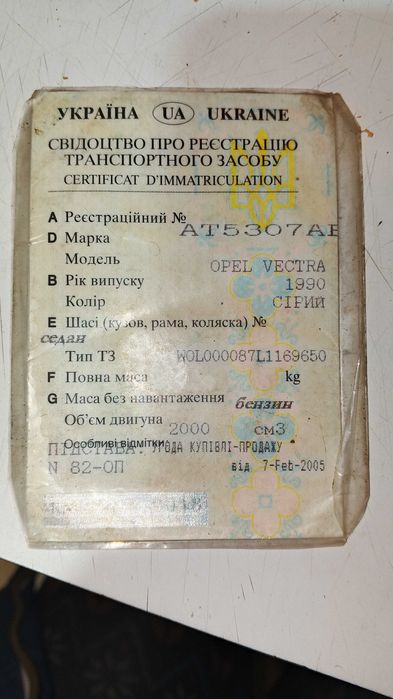 УКРАЇНА UA UKRAINE
СВІДОЦТВО ПРО РЕЄСТРАЦІЮ
ТРАНСПОРТНОГО ЗАСОБУ
CERTIFICAT D'IMMATRICULATION
A Реєстраційний № AT5307AE
D Марка
Модель OPEL VECTRA
B Рік випуску 1990
Колір СІРИЙ
E Шасі (кузов, рама, коляска) №
седан
Тип ТЗ W0L000087L1169650
F Повна маса kg
G Маса без навантаження бензин
Об'єм двигуна 2000 см3
Особливі відмітки:
ПІДСТАВА: УГОДА КУПІВЛІ-ПРОДАЖУ
N 82-ОП від 7-Feb-2005